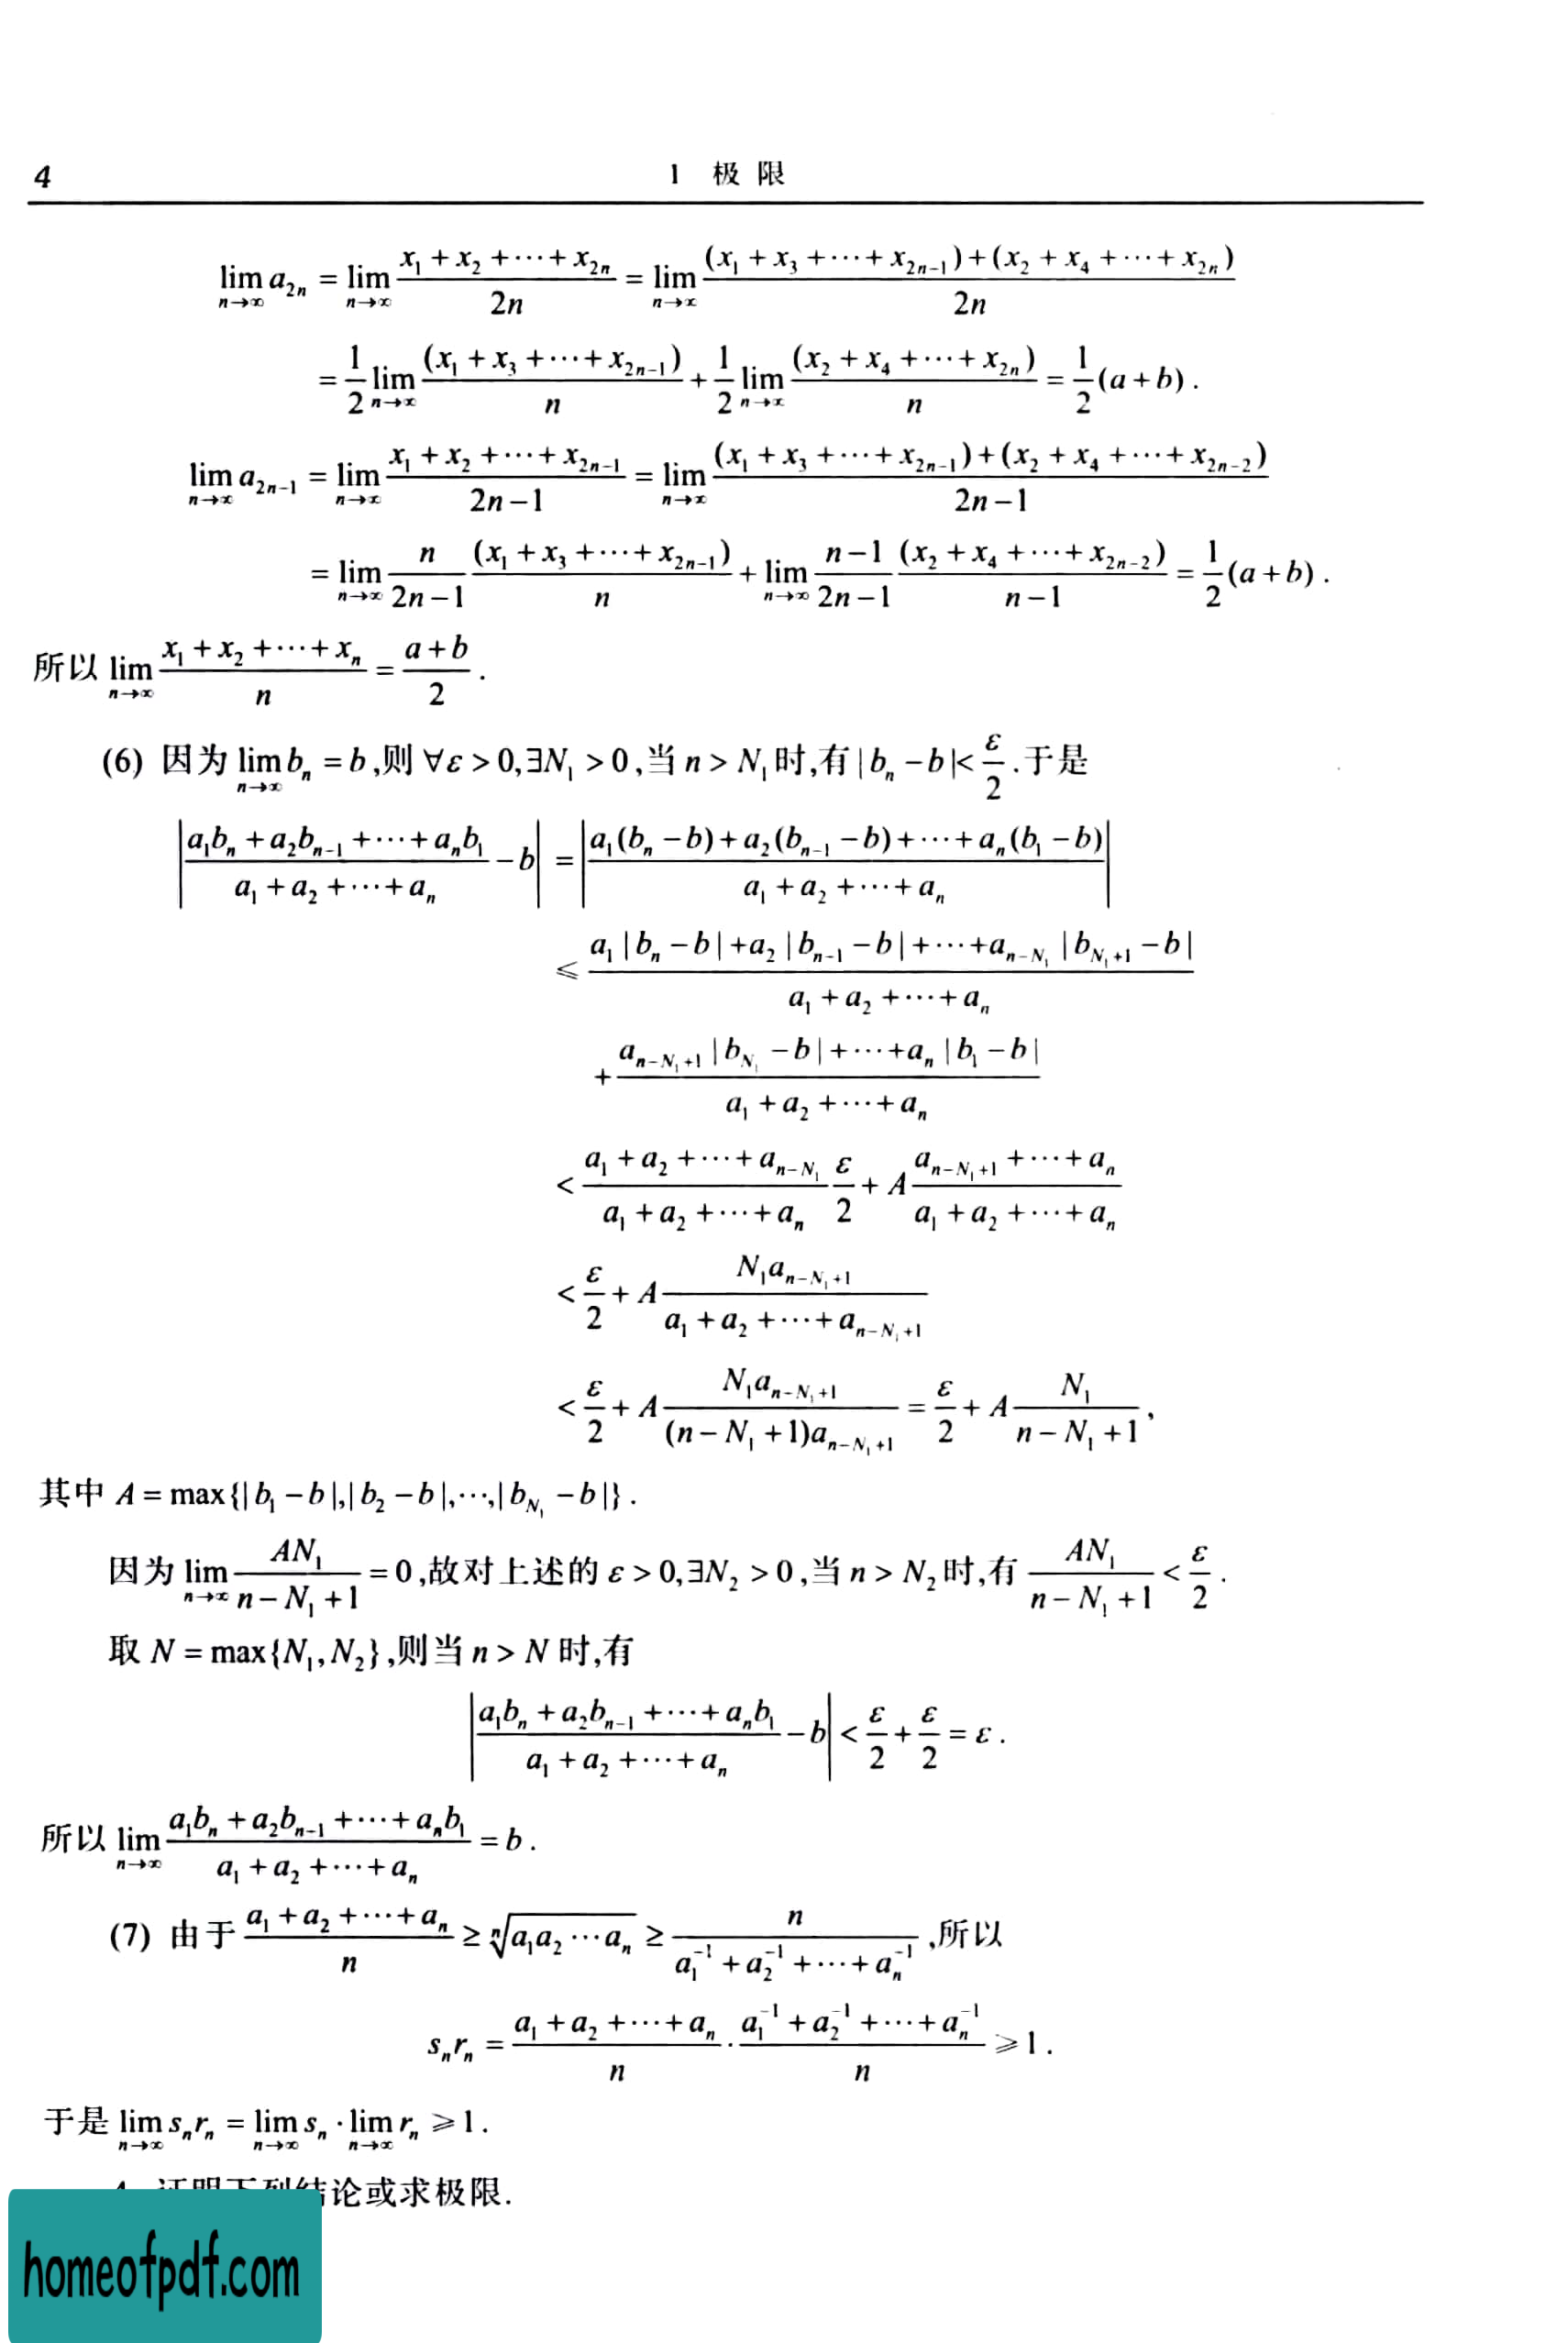 4 1 极 限
$\lim_{n\to\infty} a_{2n} = \lim_{n\to\infty} \frac{x_1+x_2+\cdots+x_{2n}}{2n} = \lim_{n\to\infty} \frac{(x_1+x_3+\cdots+x_{2n-1})+(x_2+x_4+\cdots+x_{2n})}{2n}$
$= \frac{1}{2}\lim_{n\to\infty} \frac{(x_1+x_3+\cdots+x_{2n-1})}{n} + \frac{1}{2}\lim_{n\to\infty} \frac{(x_2+x_4+\cdots+x_{2n})}{n} = \frac{1}{2}(a+b)$.
$\lim_{n\to\infty} a_{2n-1} = \lim_{n\to\infty} \frac{x_1+x_2+\cdots+x_{2n-1}}{2n-1} = \lim_{n\to\infty} \frac{(x_1+x_3+\cdots+x_{2n-1})+(x_2+x_4+\cdots+x_{2n-2})}{2n-1}$
$= \lim_{n\to\infty} \frac{n}{2n-1} \frac{(x_1+x_3+\cdots+x_{2n-1})}{n} + \lim_{n\to\infty} \frac{n-1}{2n-1} \frac{(x_2+x_4+\cdots+x_{2n-2})}{n-1} = \frac{1}{2}(a+b)$.
所以 $\lim_{n\to\infty} \frac{x_1+x_2+\cdots+x_n}{n} = \frac{a+b}{2}$.
(6) 因为 $\lim_{n\to\infty} b_n = b$,则 $\forall \varepsilon > 0, \exists N_1 > 0$,当 $n > N_1$ 时,有 $|b_n - b| < \frac{\varepsilon}{2}$.于是
$\left|\frac{a_1b_n+a_2b_{n-1}+\cdots+a_nb_1}{a_1+a_2+\cdots+a_n} - b\right| = \left|\frac{a_1(b_n-b)+a_2(b_{n-1}-b)+\cdots+a_n(b_1-b)}{a_1+a_2+\cdots+a_n}\right|$
$\leqslant \frac{a_1|b_n-b|+a_2|b_{n-1}-b|+\cdots+a_{n-N_1}|b_{N_1+1}-b|}{a_1+a_2+\cdots+a_n}$
$+ \frac{a_{n-N_1+1}|b_{N_1}-b|+\cdots+a_n|b_1-b|}{a_1+a_2+\cdots+a_n}$
$< \frac{a_1+a_2+\cdots+a_{n-N_1}}{a_1+a_2+\cdots+a_n} \frac{\varepsilon}{2} + A\frac{a_{n-N_1+1}+\cdots+a_n}{a_1+a_2+\cdots+a_n}$
$< \frac{\varepsilon}{2} + A\frac{N_1a_{n-N_1+1}}{a_1+a_2+\cdots+a_{n-N_1+1}}$
$< \frac{\varepsilon}{2} + A\frac{N_1a_{n-N_1+1}}{(n-N_1+1)a_{n-N_1+1}} = \frac{\varepsilon}{2} + A\frac{N_1}{n-N_1+1}$,
其中 $A = \max\{|b_1-b|,|b_2-b|,\cdots,|b_{N_1}-b|\}$.
因为 $\lim_{n\to\infty} \frac{AN_1}{n-N_1+1} = 0$,故对上述的 $\varepsilon > 0, \exists N_2 > 0$,当 $n > N_2$ 时,有 $\frac{AN_1}{n-N_1+1} < \frac{\varepsilon}{2}$.
取 $N = \max\{N_1, N_2\}$,则当 $n > N$ 时,有
$\left|\frac{a_1b_n+a_2b_{n-1}+\cdots+a_nb_1}{a_1+a_2+\cdots+a_n} - b\right| < \frac{\varepsilon}{2} + \frac{\varepsilon}{2} = \varepsilon$.
所以 $\lim_{n\to\infty} \frac{a_1b_n+a_2b_{n-1}+\cdots+a_nb_1}{a_1+a_2+\cdots+a_n} = b$.
(7) 由于 $\frac{a_1+a_2+\cdots+a_n}{n} \geq \sqrt[n]{a_1a_2\cdots a_n} \geq \frac{n}{a_1^{-1}+a_2^{-1}+\cdots+a_n^{-1}}$,所以
$s_nr_n = \frac{a_1+a_2+\cdots+a_n}{n} \cdot \frac{a_1^{-1}+a_2^{-1}+\cdots+a_n^{-1}}{n} \geqslant 1$.
于是 $\lim_{n\to\infty} s_nr_n = \lim_{n\to\infty} s_n \cdot \lim_{n\to\infty} r_n \geqslant 1$.
论或求极限.
homeofpdf.com